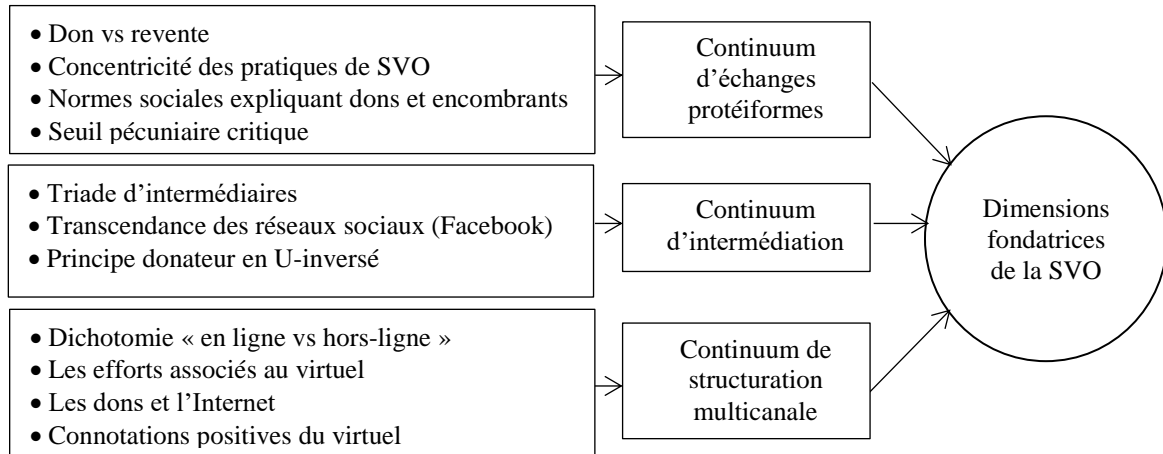 • Don vs revente
• Concentricité des pratiques de SVO
• Normes sociales expliquant dons et encombrants
• Seuil pécuniaire critique
Continuum
d’échanges
protéiformes
• Triade d’intermédiaires
• Transcendance des réseaux sociaux (Facebook)
• Principe donateur en U-inversé
Continuum
d’intermédiation
Dimensions
fondatrices
de la SVO
• Dichotomie « en ligne vs hors-ligne »
• Les efforts associés au virtuel
• Les dons et l’Internet
• Connotations positives du virtuel
Continuum de
structuration
multicanale